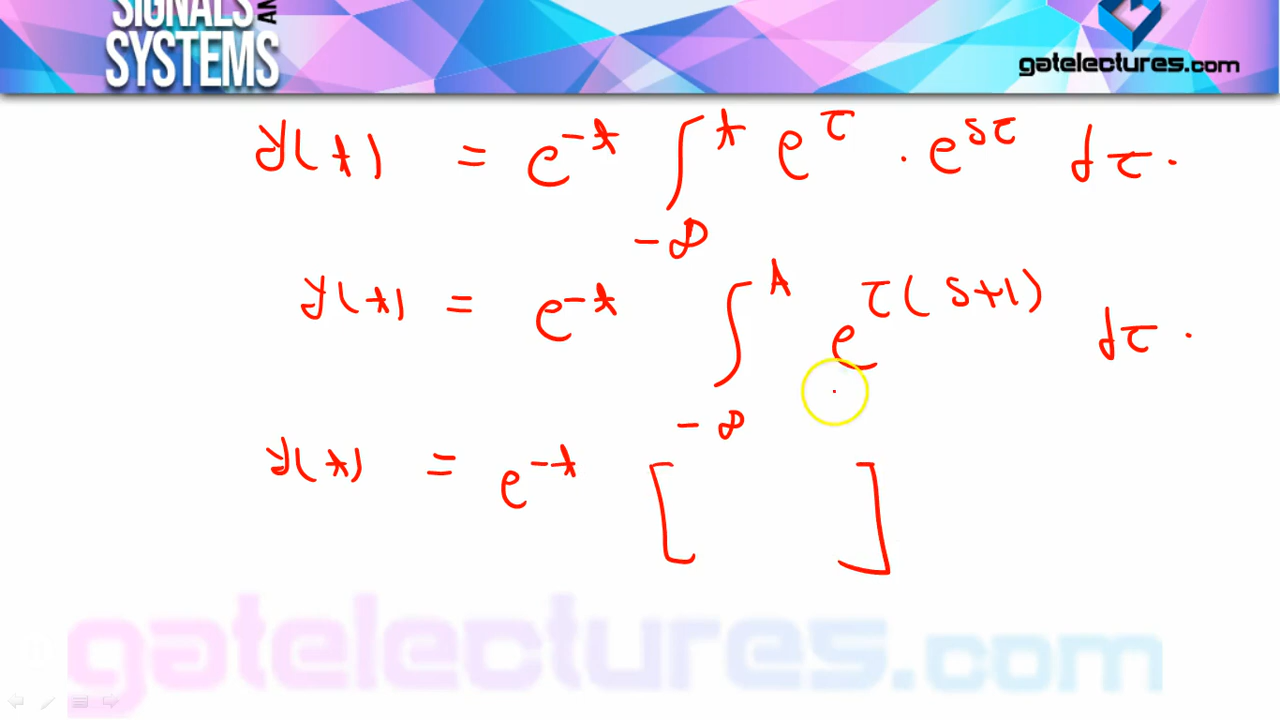 SIGNALS AND
SYSTEMS
gatelectures.com
y(t) = e^{-t} ∫_{-∞}^{t} e^{τ} · e^{sτ} dτ.
y(t) = e^{-t} ∫_{-∞}^{t} e^{τ(s+1)} dτ.
y(t) = e^{-t} [ ]
gatelectures.com